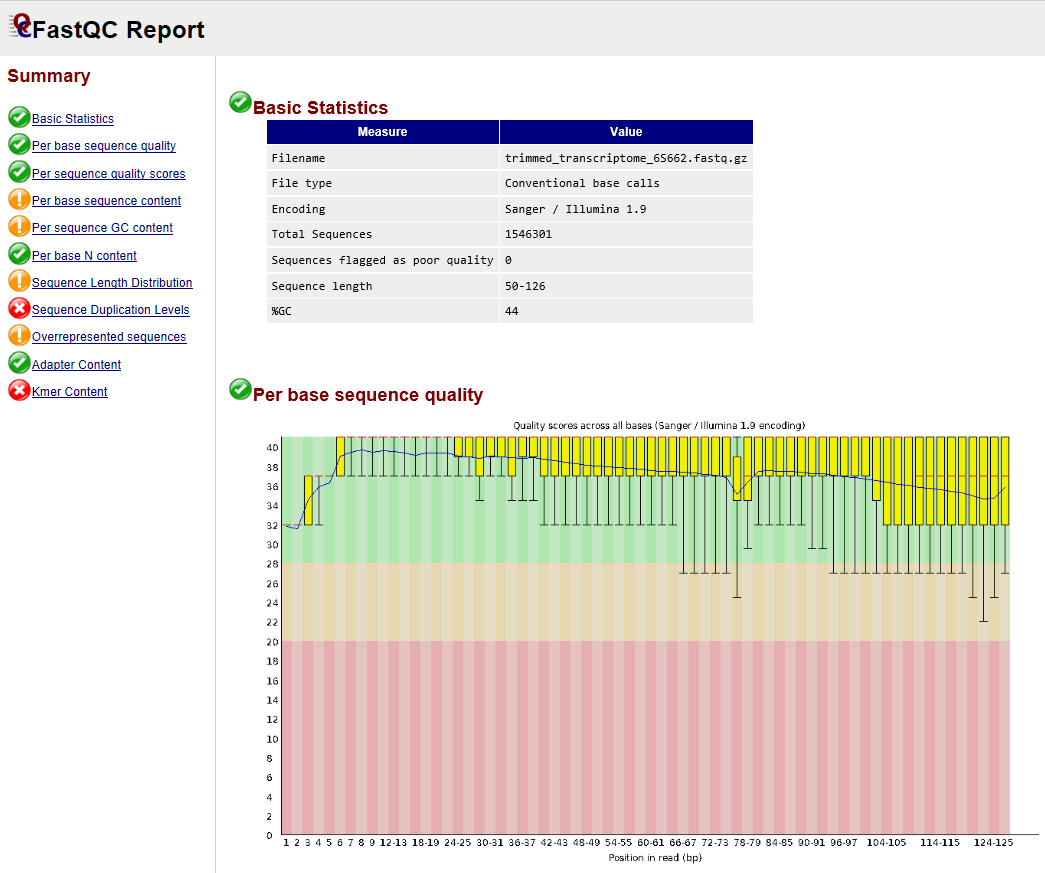 FastQC Report
Summary
Basic Statistics
Per base sequence quality
Per sequence quality scores
Per base sequence content
Per sequence GC content
Per base N content
Sequence Length Distribution
Sequence Duplication Levels
Overrepresented sequences
Adapter Content
Kmer Content
Basic Statistics
Measure Value
Filename trimmed_transcriptome_6S662.fastq.gz
File type Conventional base calls
Encoding Sanger / Illumina 1.9
Total Sequences 1546301
Sequences flagged as poor quality 0
Sequence length 50-126
%GC 44
Per base sequence quality
Quality scores across all bases (Sanger / Illumina 1.9 encoding)
40
38
36
34
32
30
28
26
24
22
20
18
16
14
12
10
8
6
4
2
0
1 2 3 4 5 6 7 8 9 12-13 18-19 24-25 30-31 36-37 42-43 48-49 54-55 60-61 66-67 72-73 78-79 84-85 90-91 96-97 104-105 114-115 124-125
Position in read (bp)